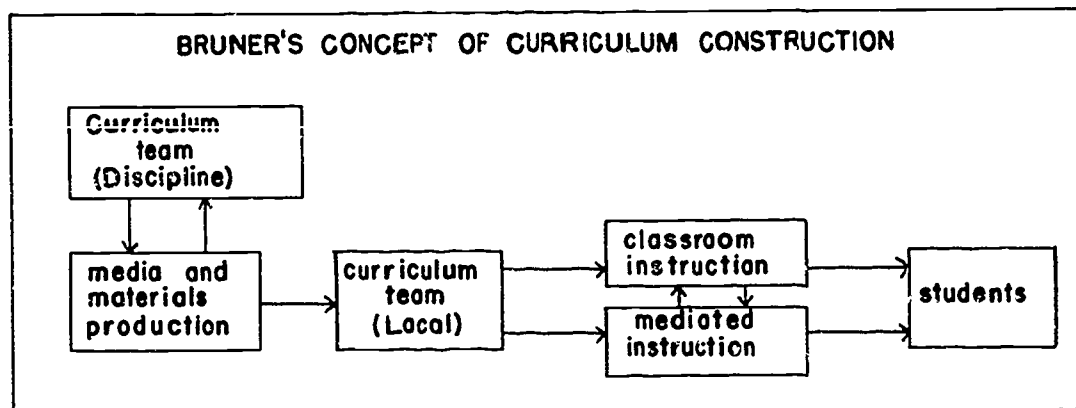 BRUNER'S CONCEPT OF CURRICULUM CONSTRUCTION
Curriculum
team
(Discipline)
media and
materials
production
curriculum
team
(Local)
classroom
instruction
mediated
instruction
students